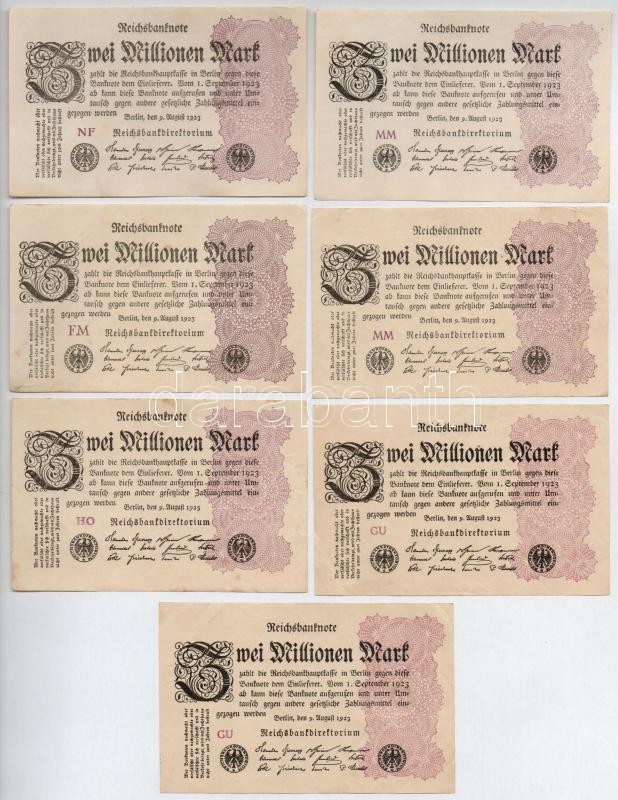 Reichsbanknote
Zwei Millionen Mark
zahlt die Reichsbankhauptkasse in Berlin gegen diese
Banknote dem Einlieferer. Vom 1. September 1923
ab kann diese Banknote aufgerufen und unter Um-
tausch gegen andere gesetzliche Zahlungsmittel ein-
gezogen werden
Berlin, den 9. August 1923
NF
Reichsbankdirektorium
Reichsbanknote
Zwei Millionen Mark
zahlt die Reichsbankhauptkasse in Berlin gegen diese
Banknote dem Einlieferer. Vom 1. September 1923
ab kann diese Banknote aufgerufen und unter Um-
tausch gegen andere gesetzliche Zahlungsmittel ein-
gezogen werden
Berlin, den 9. August 1923
MM
Reichsbankdirektorium
Reichsbanknote
Zwei Millionen Mark
zahlt die Reichsbankhauptkasse in Berlin gegen diese
Banknote dem Einlieferer. Vom 1. September 1923
ab kann diese Banknote aufgerufen und unter Um-
tausch gegen andere gesetzliche Zahlungsmittel ein-
gezogen werden
Berlin, den 9. August 1923
FM
Reichsbankdirektorium
Reichsbanknote
Zwei Millionen Mark
zahlt die Reichsbankhauptkasse in Berlin gegen diese
Banknote dem Einlieferer. Vom 1. September 1923
ab kann diese Banknote aufgerufen und unter Um-
tausch gegen andere gesetzliche Zahlungsmittel ein-
gezogen werden
Berlin, den 9. August 1923
MM
Reichsbankdirektorium
darabanth
Reichsbanknote
Zwei Millionen Mark
zahlt die Reichsbankhauptkasse in Berlin gegen diese
Banknote dem Einlieferer. Vom 1. September 1923
ab kann diese Banknote aufgerufen und unter Um-
tausch gegen andere gesetzliche Zahlungsmittel ein-
gezogen werden
Berlin, den 9. August 1923
HO
Reichsbankdirektorium
Reichsbanknote
Zwei Millionen Mark
zahlt die Reichsbankhauptkasse in Berlin gegen diese
Banknote dem Einlieferer. Vom 1. September 1923
ab kann diese Banknote aufgerufen und unter Um-
tausch gegen andere gesetzliche Zahlungsmittel ein-
gezogen werden
Berlin, den 9. August 1923
GU
Reichsbankdirektorium
Reichsbanknote
Zwei Millionen Mark
zahlt die Reichsbankhauptkasse in Berlin gegen diese
Banknote dem Einlieferer. Vom 1. September 1923
ab kann diese Banknote aufgerufen und unter Um-
tausch gegen andere gesetzliche Zahlungsmittel ein-
gezogen werden
Berlin, den 9. August 1923
GU
Reichsbankdirektorium